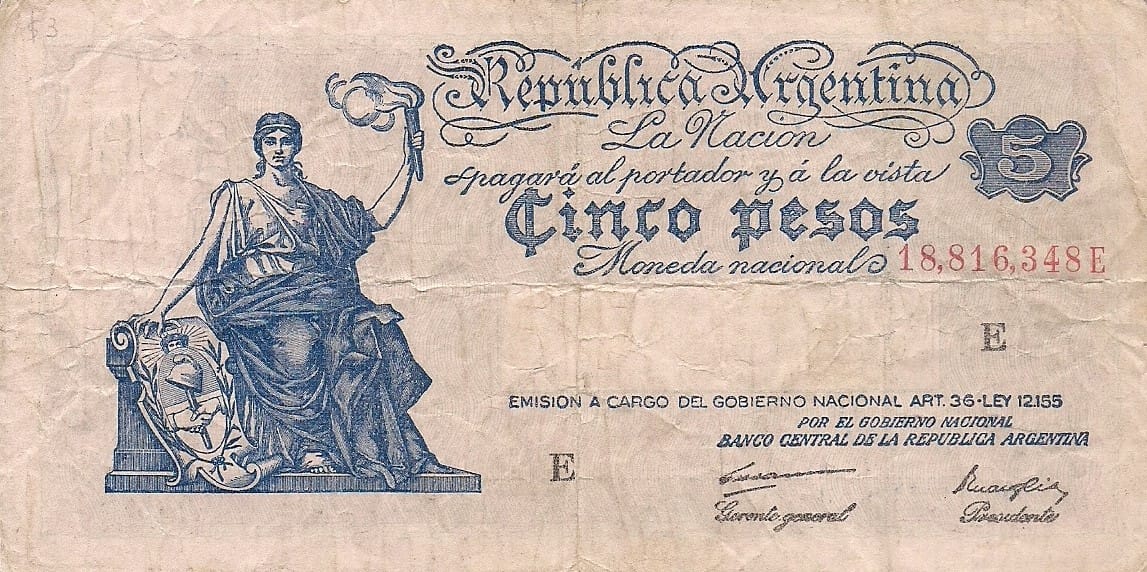 $3
República Argentina
La Nación
pagará al portador y á la vista
5
Cinco pesos
Moneda nacional
18,816,348E
E
EMISION A CARGO DEL GOBIERNO NACIONAL ART. 36-LEY 12.155
POR EL GOBIERNO NACIONAL
BANCO CENTRAL DE LA REPUBLICA ARGENTINA
E
Gerente general
Presidente